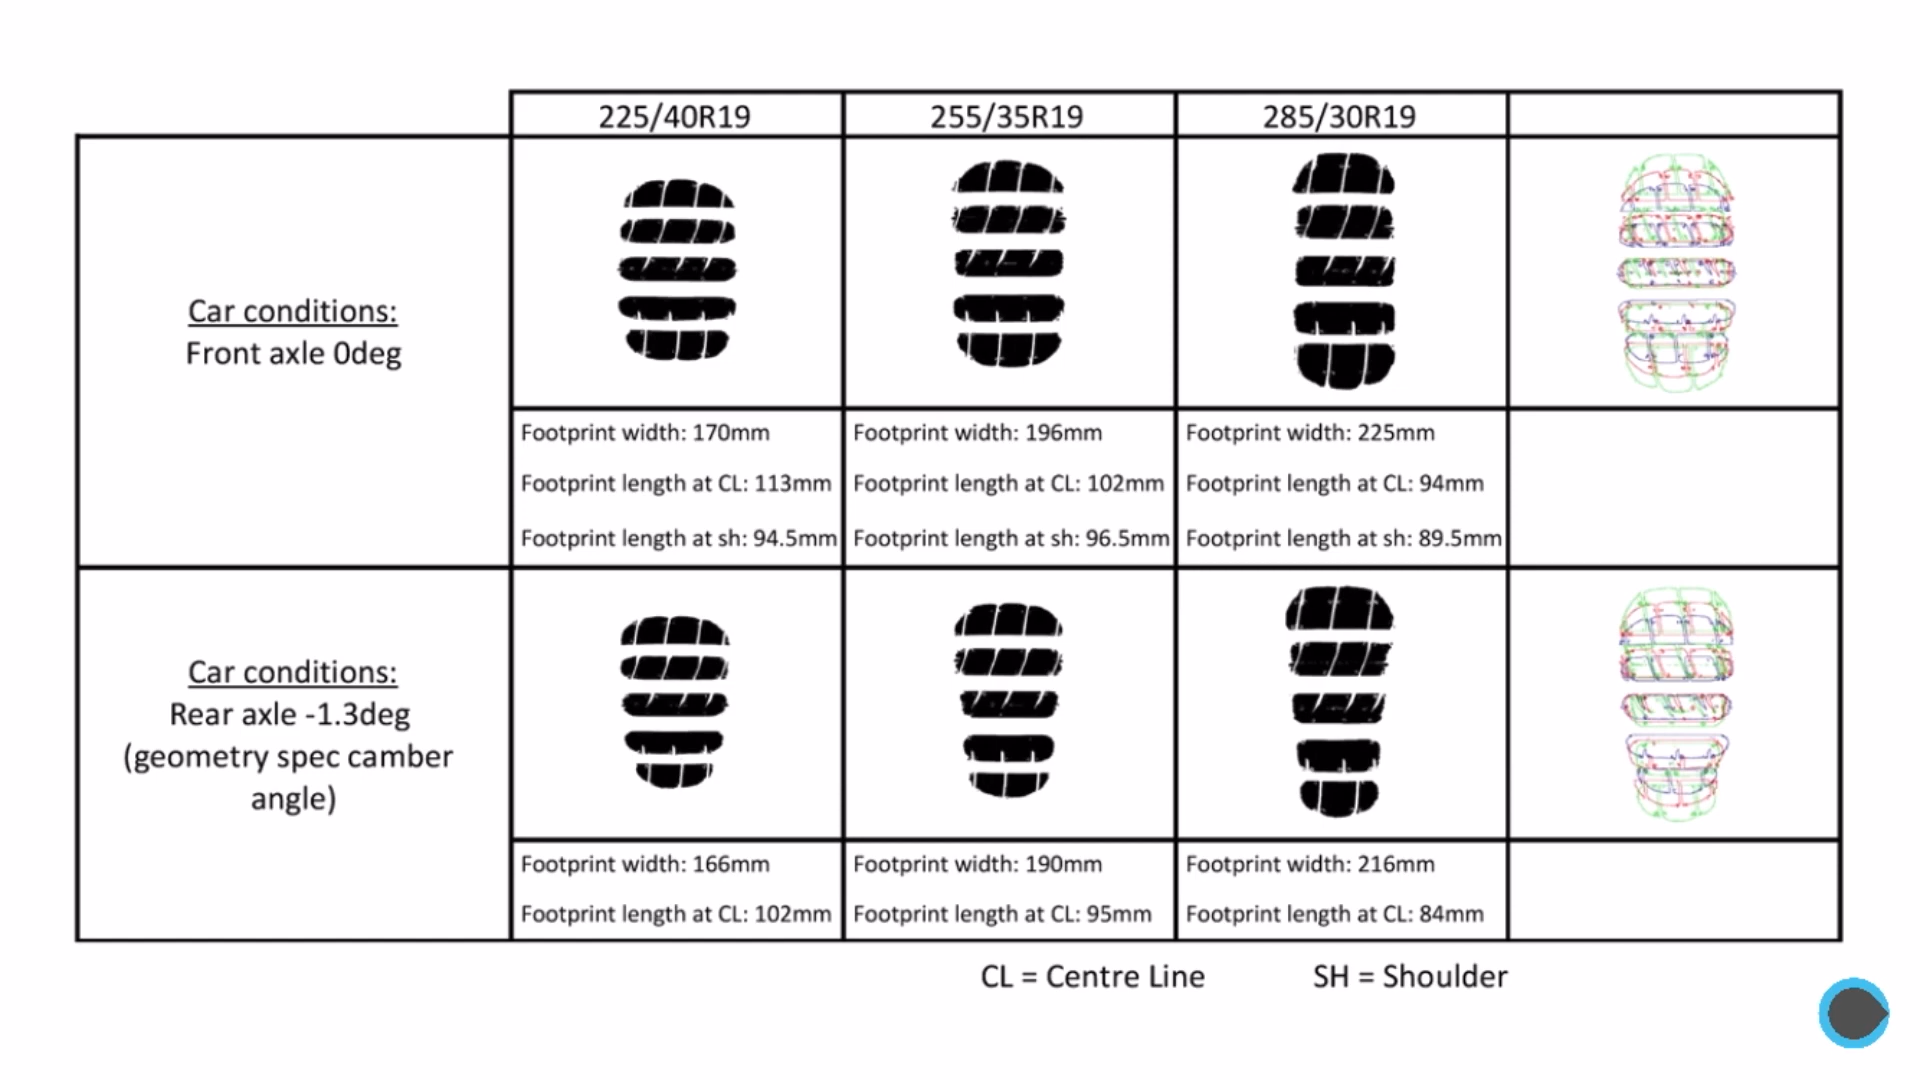 225/40R19
255/35R19
285/30R19
Car conditions:
Front axle 0deg
Footprint width: 170mm
Footprint length at CL: 113mm
Footprint length at sh: 94.5mm
Footprint width: 196mm
Footprint length at CL: 102mm
Footprint length at sh: 96.5mm
Footprint width: 225mm
Footprint length at CL: 94mm
Footprint length at sh: 89.5mm
Car conditions:
Rear axle -1.3deg
(geometry spec camber
angle)
Footprint width: 166mm
Footprint length at CL: 102mm
Footprint width: 190mm
Footprint length at CL: 95mm
Footprint width: 216mm
Footprint length at CL: 84mm
CL = Centre Line
SH = Shoulder